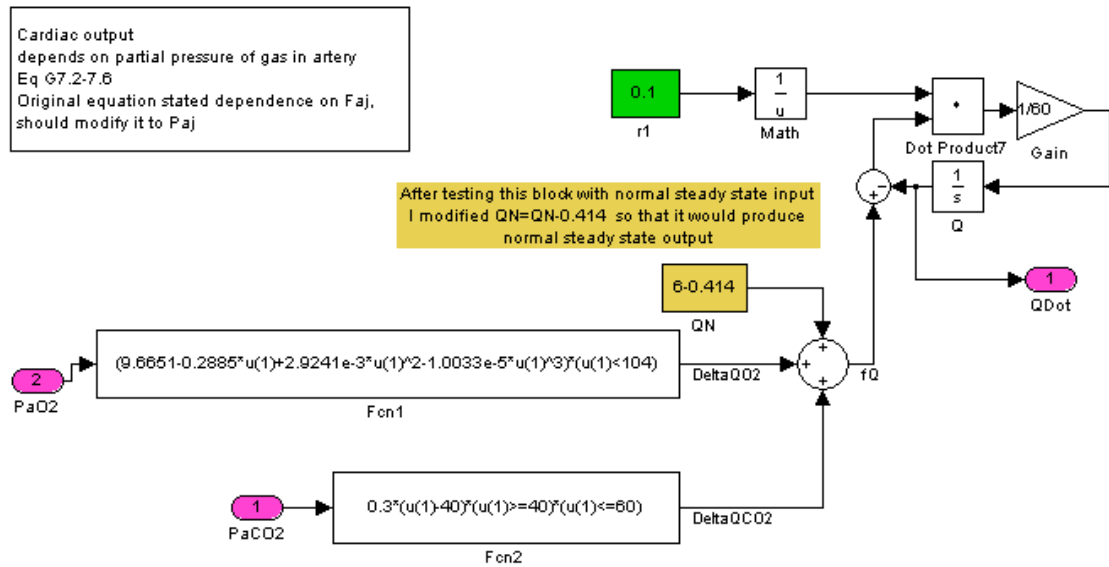 Cardiac output
depends on partial pressure of gas in artery
Eq G7.2-7.6
Original equation stated dependence on Faj,
should modify it to Paj
0.1
r1
1
u
Math
Dot Product7
1/60
Gain
1
s
Q
1
QDot
After testing this block with normal steady state input
I modified QN=QN-0.414 so that it would produce
normal steady state output
6-0.414
QN
2
PaO2
(9.6651-0.2885*u(1)+2.9241e-3*u(1)^2-1.0033e-5*u(1)^3)*(u(1)<104)
Fcn1
DeltaQO2
fQ
1
PaCO2
0.3*(u(1)-40)*(u(1)>=40)*(u(1)<=60)
Fcn2
DeltaQCO2